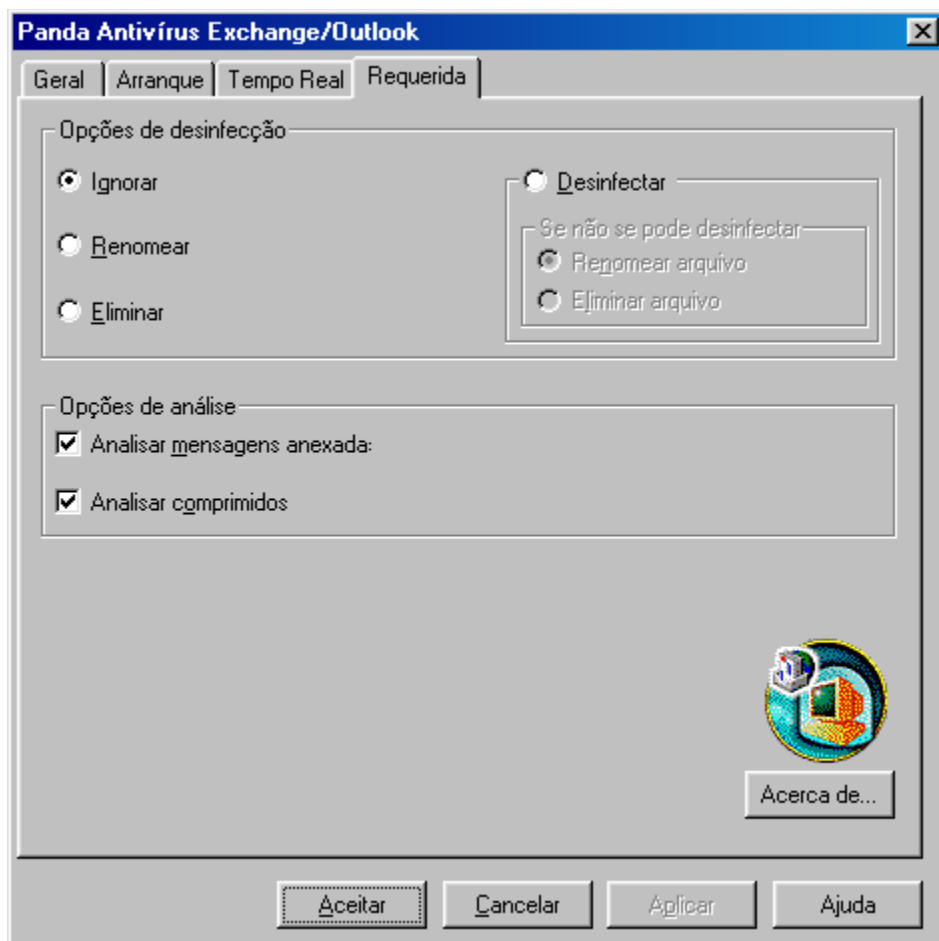 Panda Antivírus Exchange/Outlook
Geral Arranque Tempo Real Requerida
Opções de desinfecção
Ignorar
Renomear
Eliminar
Desinfectar
Se não se pode desinfectar
Renomear arquivo
Eliminar arquivo
Opções de análise
Analisar mensagens anexada:
Analisar comprimidos
Acerca de...
Aceitar Cancelar Aplicar Ajuda